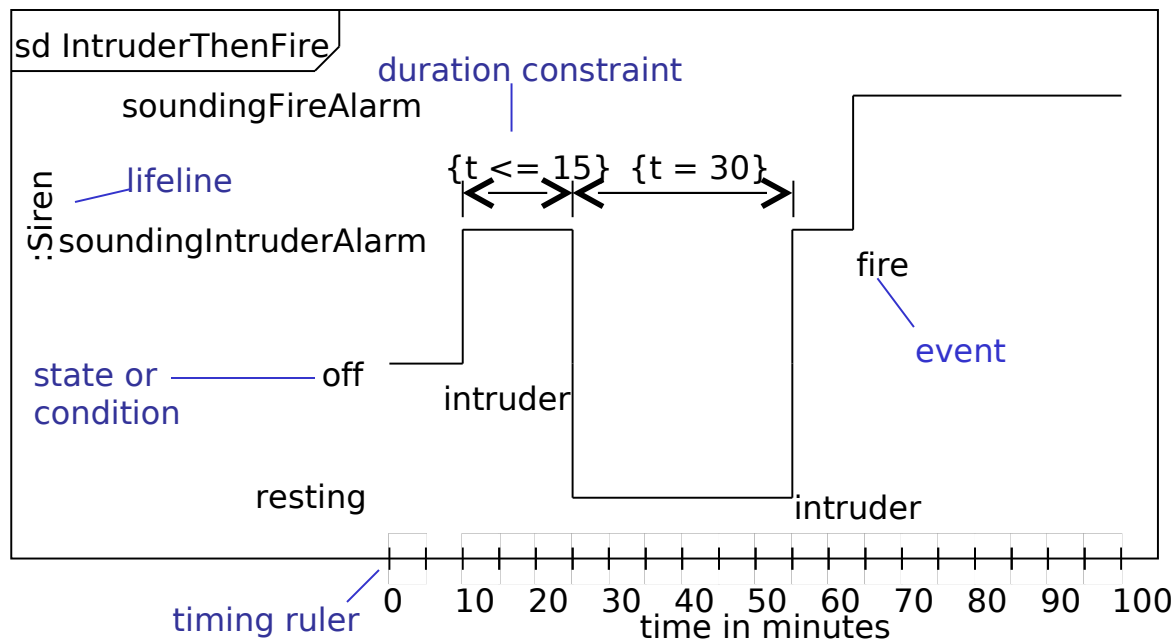 sd IntruderThenFire
duration constraint
soundingFireAlarm
{t <= 15} {t = 30}
lifeline
:Siren
soundingIntruderAlarm
fire
event
state or
condition
off
intruder
resting
intruder
0 10 20 30 40 50 60 70 80 90 100
timing ruler
time in minutes